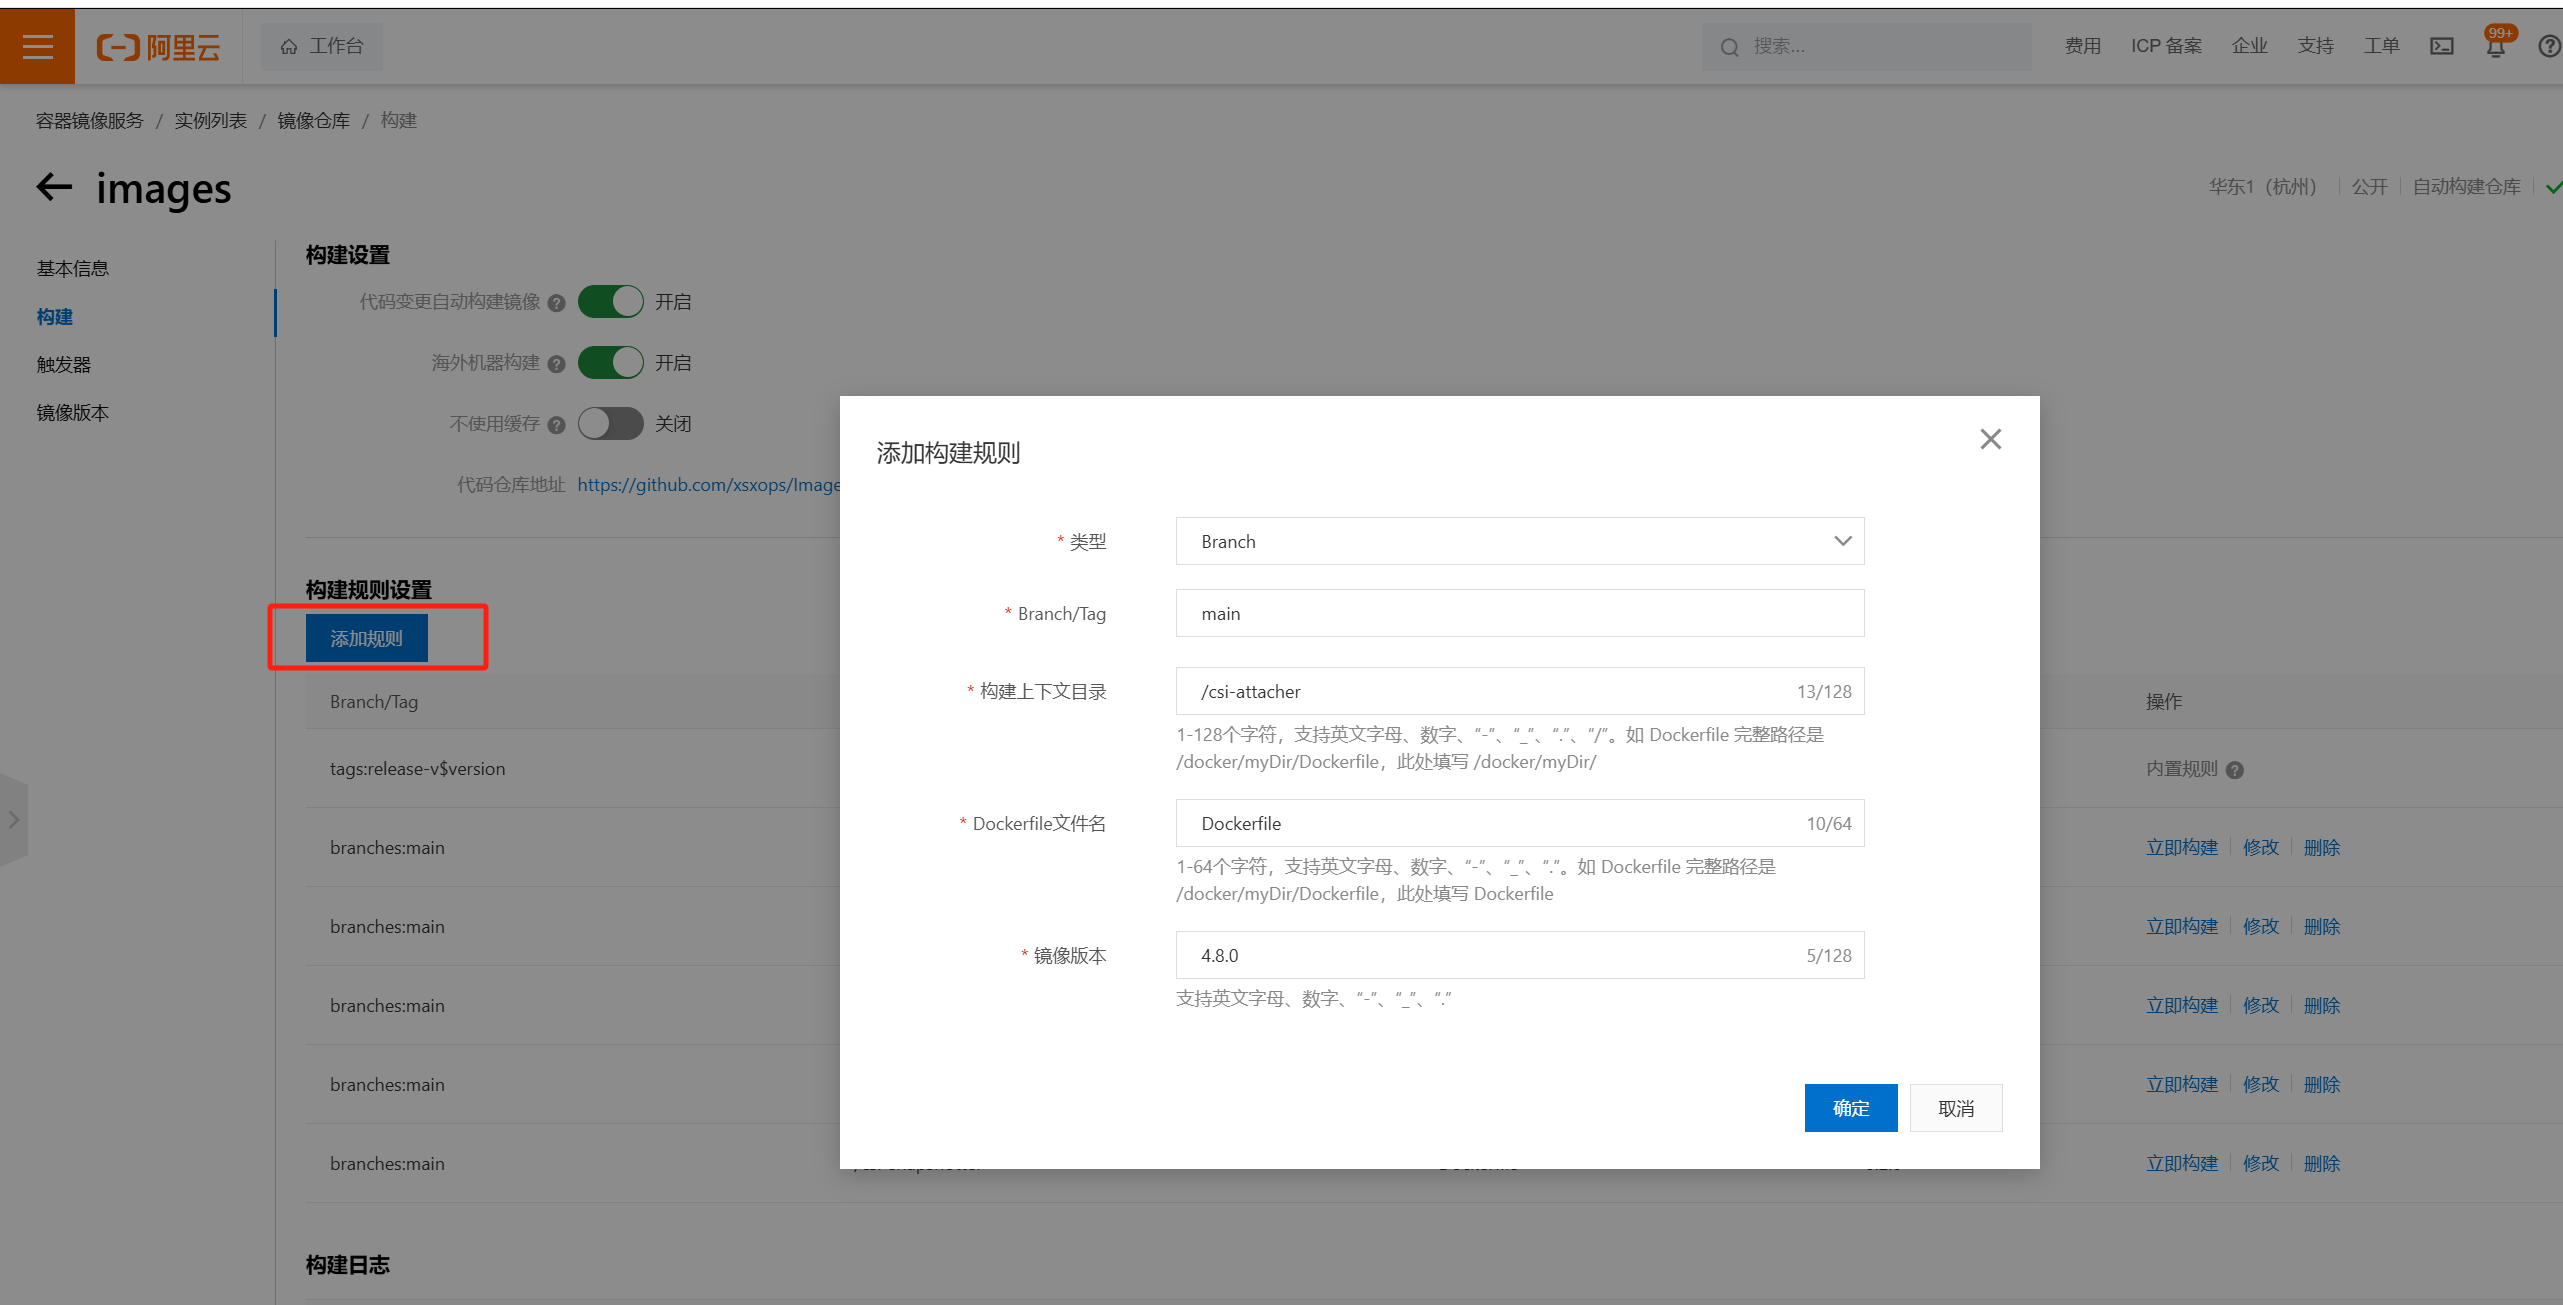 阿里云
工作台
搜索...
费用 ICP 备案 企业 支持 工单
99+
容器镜像服务 / 实例列表 / 镜像仓库 / 构建
images
华东1（杭州） 公开 自动构建仓库
基本信息
构建
触发器
镜像版本
构建设置
代码变更自动构建镜像 开启
海外机器构建 开启
不使用缓存 关闭
代码仓库地址 https://github.com/xsxops/Image
构建规则设置
添加规则
Branch/Tag 操作
tags:release-v$version 内置规则
branches:main 立即构建 修改 删除
branches:main 立即构建 修改 删除
branches:main 立即构建 修改 删除
branches:main 立即构建 修改 删除
branches:main 立即构建 修改 删除
构建日志
添加构建规则
* 类型 Branch
* Branch/Tag main
* 构建上下文目录 /csi-attacher 13/128
1-128个字符，支持英文字母、数字、“-”、“_”、“.”、“/”。如 Dockerfile 完整路径是
/docker/myDir/Dockerfile，此处填写 /docker/myDir/
* Dockerfile文件名 Dockerfile 10/64
1-64个字符，支持英文字母、数字、“-”、“_”、“.”。如 Dockerfile 完整路径是
/docker/myDir/Dockerfile，此处填写 Dockerfile
* 镜像版本 4.8.0 5/128
支持英文字母、数字、“-”、“_”、“.”
确定 取消